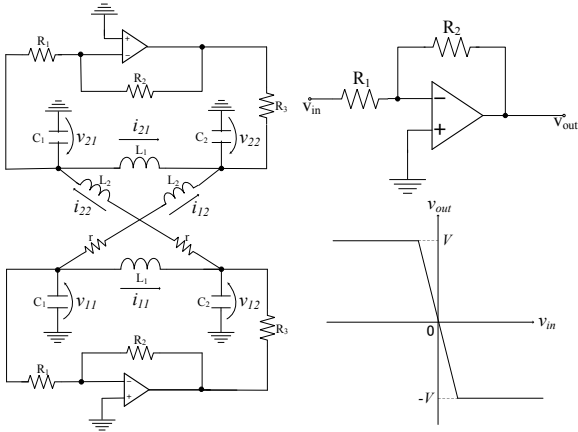 R1
+
−
R2
R3
C1
v21
i21
L1
C2
v22
L2
L2
i22
i12
r
r
C1
v11
L1
i11
C2
v12
R3
R2
R1
−
+
R2
R1
vin
−
+
vout
vout
V
0
vin
-V